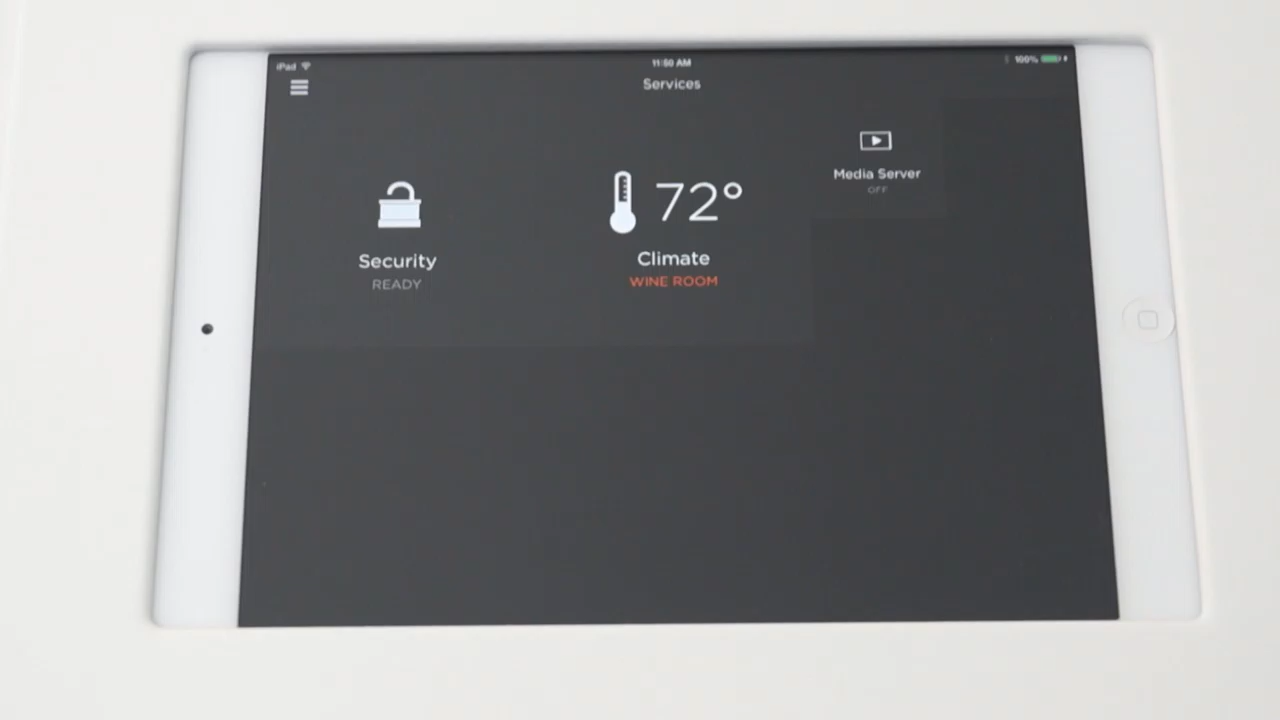 iPad
11:50 AM
100%
Services
Security
READY
72°
Climate
WINE ROOM
Media Server
OFF